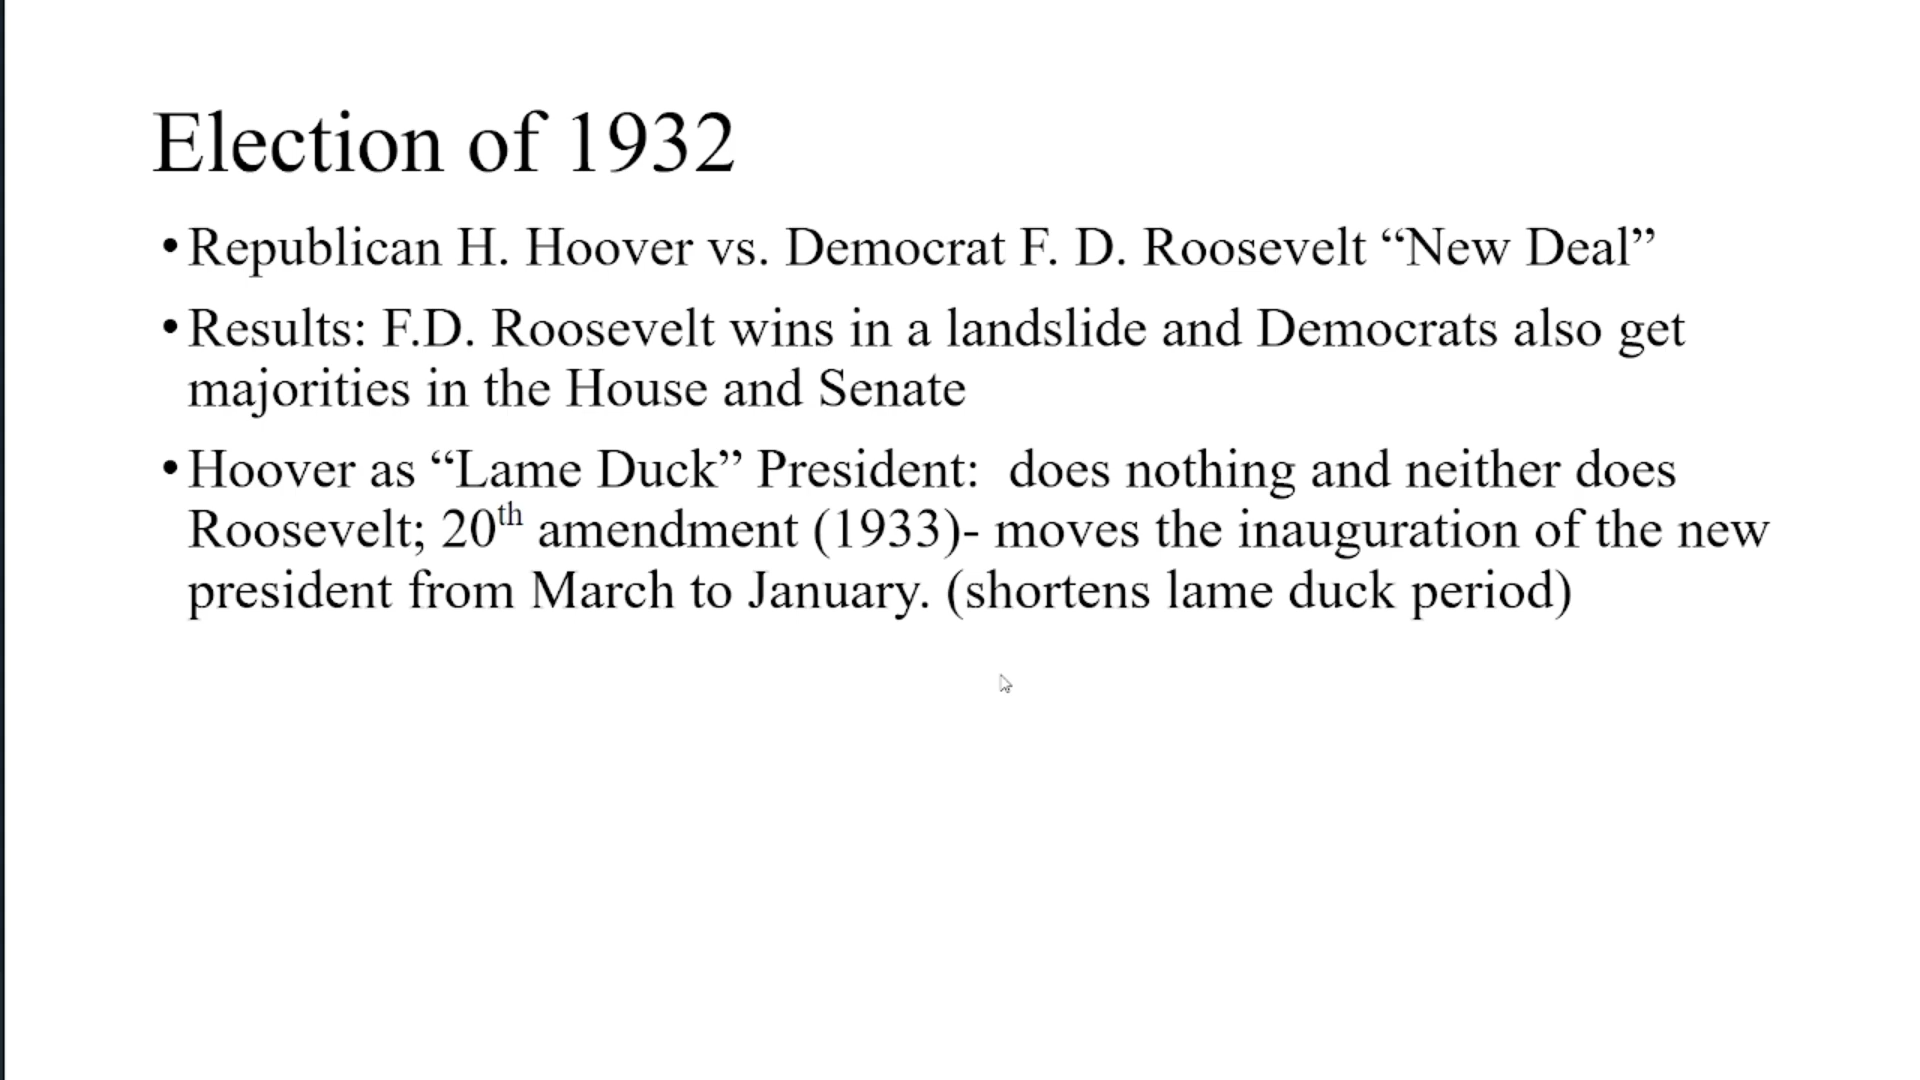 Election of 1932
•Republican H. Hoover vs. Democrat F. D. Roosevelt “New Deal”
•Results: F.D. Roosevelt wins in a landslide and Democrats also get
majorities in the House and Senate
•Hoover as “Lame Duck” President:  does nothing and neither does
Roosevelt; 20th amendment (1933)- moves the inauguration of the new
president from March to January. (shortens lame duck period)